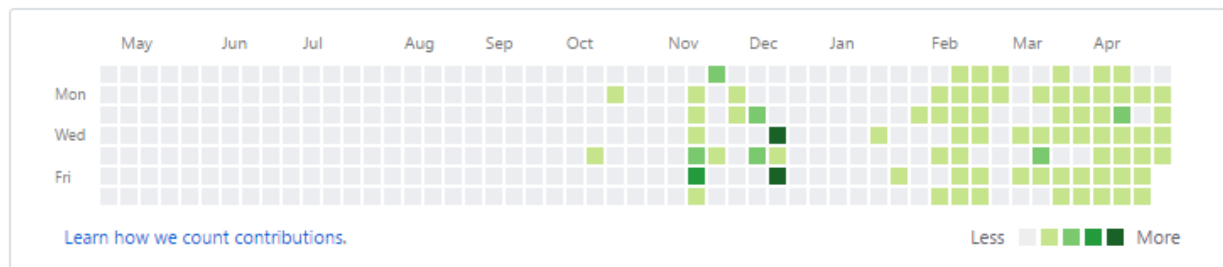 May Jun Jul Aug Sep Oct Nov Dec Jan Feb Mar Apr
Mon
Wed
Fri
Learn how we count contributions. Less More